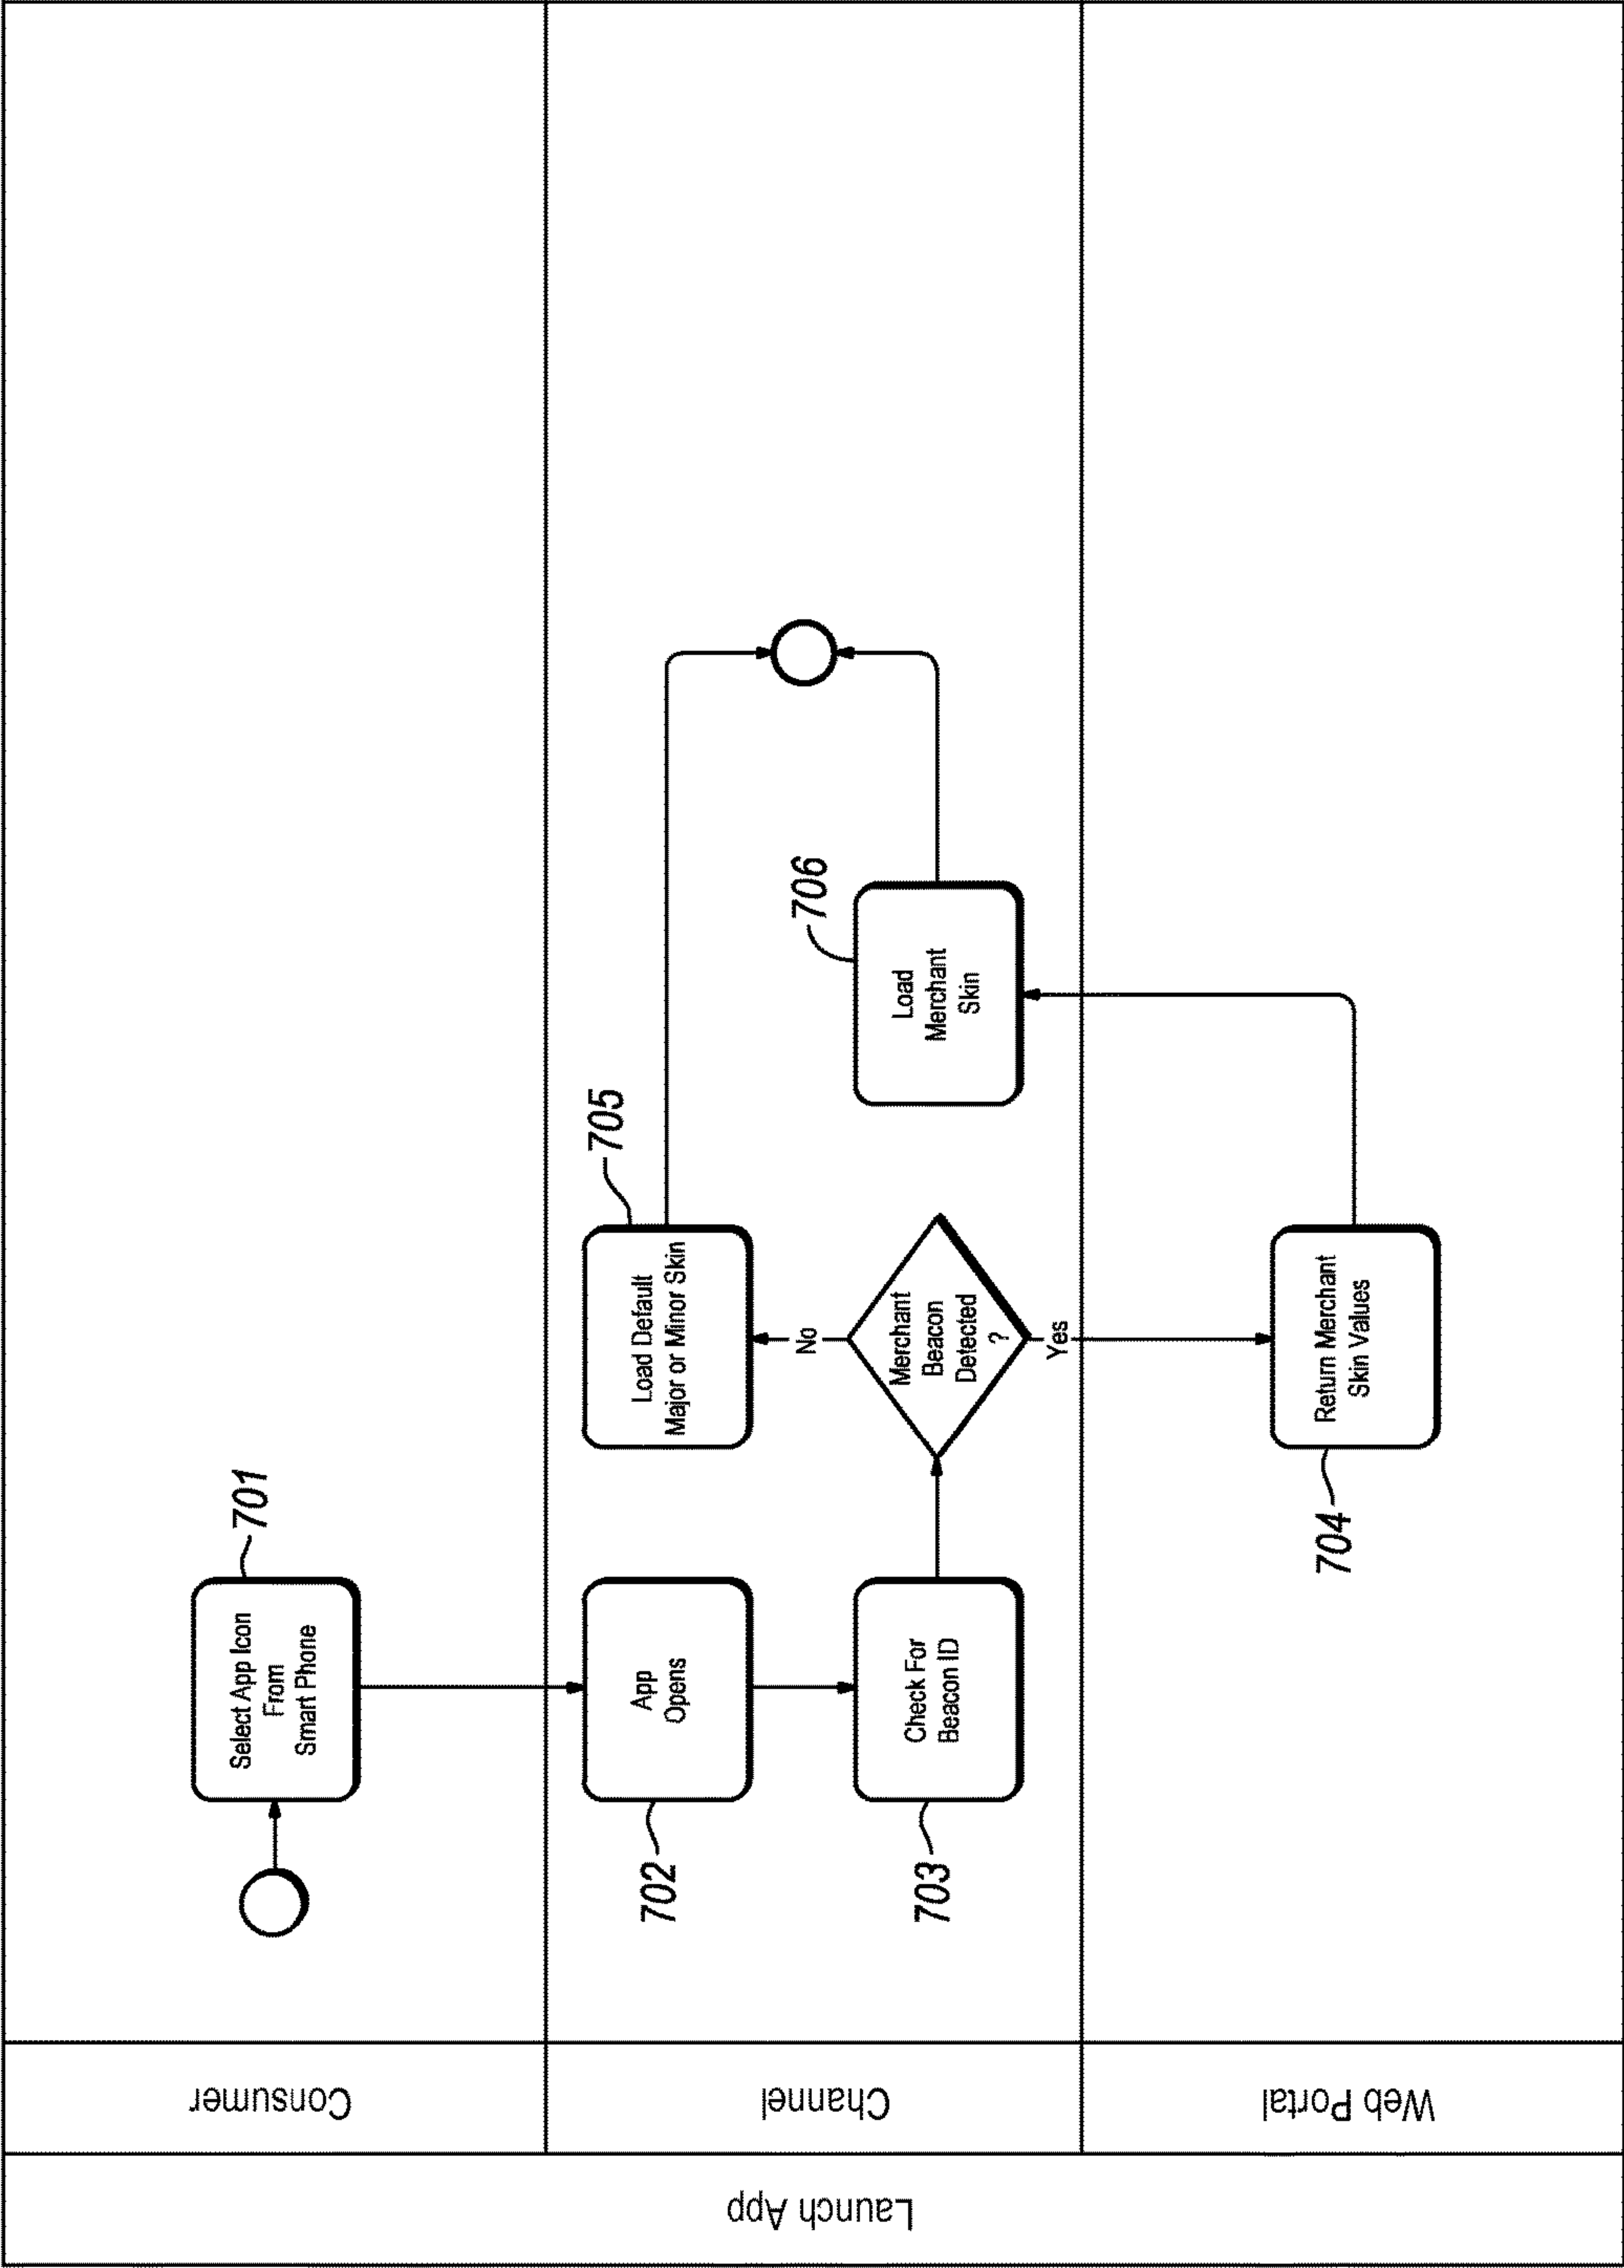 Launch App
Consumer
Channel
Web Portal
701
Select App Icon
From
Smart Phone
702
App
Opens
703
Check For
Beacon ID
Merchant
Beacon
Detected
?
No
Yes
705
Load Default
Major or Minor Skin
704
Return Merchant
Skin Values
706
Load
Merchant
Skin